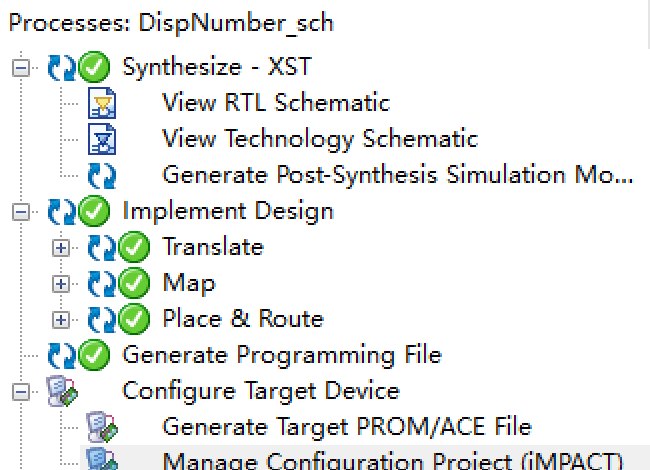 Processes: DispNumber_sch
Synthesize - XST
View RTL Schematic
View Technology Schematic
Generate Post-Synthesis Simulation Mo...
Implement Design
Translate
Map
Place & Route
Generate Programming File
Configure Target Device
Generate Target PROM/ACE File
Manage Configuration Project (iMPACT)